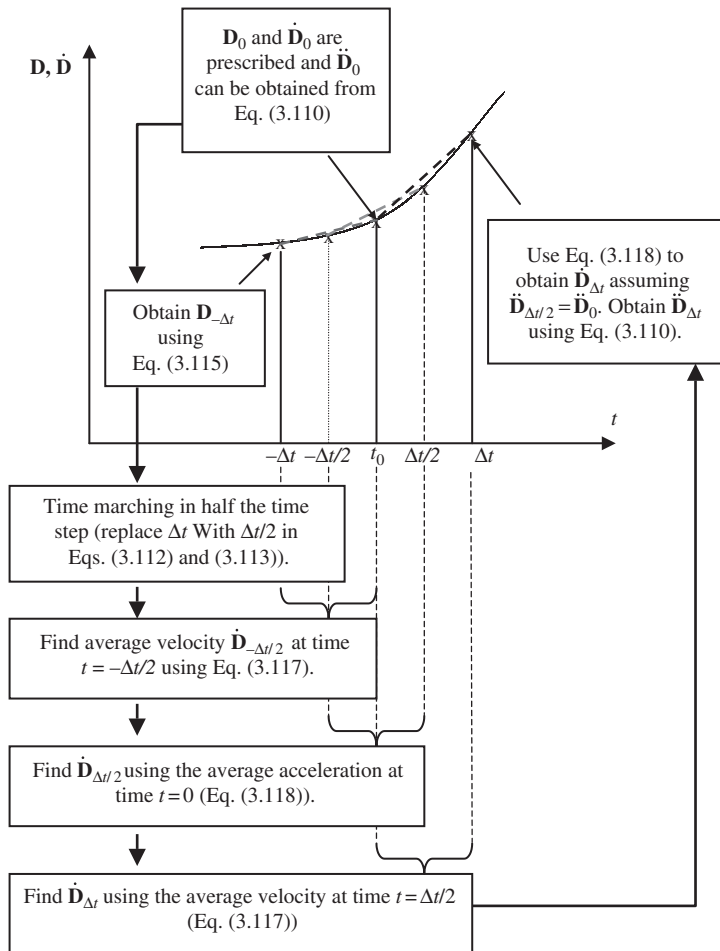 D, Ḋ
D₀ and Ḋ₀ are
prescribed and D̈₀
can be obtained from
Eq. (3.110)
x
x
x
x
x
Use Eq. (3.118) to
obtain Ḋ_Δt assuming
D̈_Δt/2 = D̈₀. Obtain D̈_Δt
using Eq. (3.110).
Obtain D_−Δt
using
Eq. (3.115)
t
−Δt
−Δt/2
t₀
Δt/2
Δt
Time marching in half the time
step (replace Δt With Δt/2 in
Eqs. (3.112) and (3.113)).
Find average velocity Ḋ_−Δt/2 at time
t = −Δt/2 using Eq. (3.117).
Find Ḋ_Δt/2 using the average acceleration at
time t = 0 (Eq. (3.118)).
Find Ḋ_Δt using the average velocity at time t = Δt/2
(Eq. (3.117))